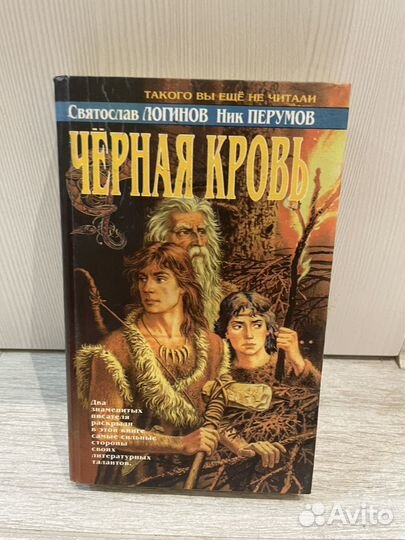 ТАКОГО ВЫ ЕЩЁ НЕ ЧИТАЛИ
Святослав ЛОГИНОВ Ник ПЕРУМОВ
ЧЁРНАЯ КРОВЬ
Два
знаменитых
писателя
раскрыли
в этой книге
самые сильные
стороны
своих
литературных
талантов.
Avito